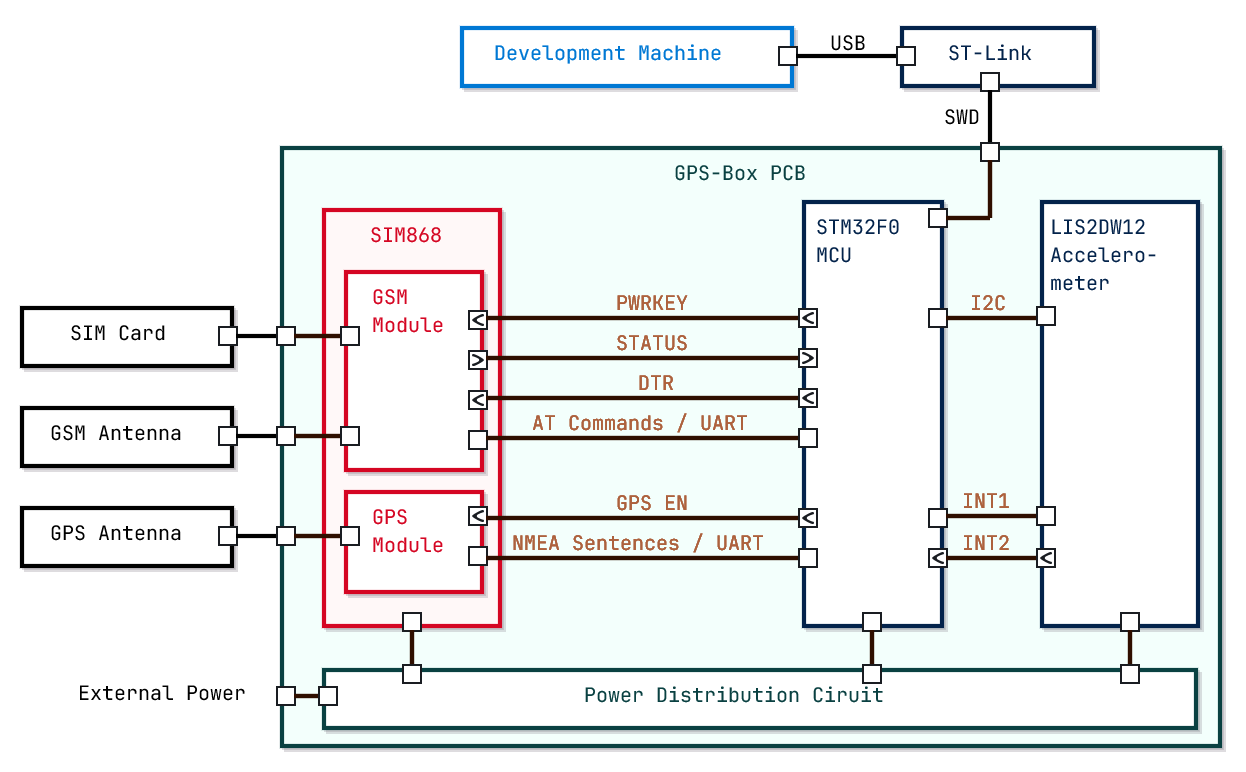 Development Machine
USB
ST-Link
SWD
GPS-Box PCB
SIM868
STM32F0
MCU
LIS2DW12
Accelero-
meter
GSM
Module
PWRKEY
I2C
SIM Card
STATUS
DTR
AT Commands / UART
GSM Antenna
GPS EN
INT1
GPS
Module
GPS Antenna
NMEA Sentences / UART
INT2
External Power
Power Distribution Ciruit